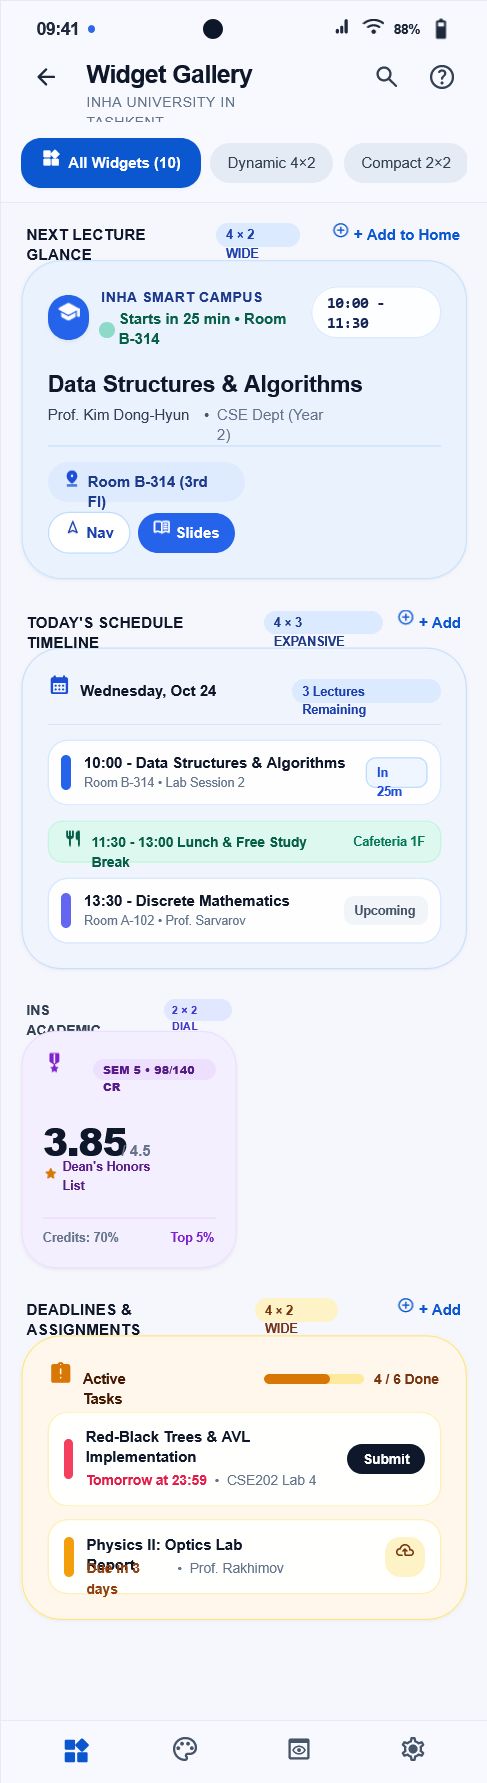 09:41
88%
Widget Gallery
INHA UNIVERSITY IN
TASHKENT
All Widgets (10)
Dynamic 4×2
Compact 2×2
NEXT LECTURE
GLANCE
4 × 2
WIDE
+ Add to Home
INHA SMART CAMPUS
Starts in 25 min • Room
B-314
10:00 -
11:30
Data Structures & Algorithms
Prof. Kim Dong-Hyun • CSE Dept (Year
2)
Room B-314 (3rd
Fl)
Nav
Slides
TODAY'S SCHEDULE
TIMELINE
4 × 3
EXPANSIVE
+ Add
Wednesday, Oct 24
3 Lectures
Remaining
10:00 - Data Structures & Algorithms
Room B-314 • Lab Session 2
In
25m
11:30 - 13:00 Lunch & Free Study
Break
Cafeteria 1F
13:30 - Discrete Mathematics
Room A-102 • Prof. Sarvarov
Upcoming
INS
ACADEMIC
2 × 2
DIAL
SEM 5 • 98/140
CR
3.85
/ 4.5
Dean's Honors
List
Credits: 70%
Top 5%
DEADLINES &
ASSIGNMENTS
4 × 2
WIDE
+ Add
Active
Tasks
4 / 6 Done
Red-Black Trees & AVL
Implementation
Tomorrow at 23:59 • CSE202 Lab 4
Submit
Physics II: Optics Lab
Report
Due in 3
days
• Prof. Rakhimov